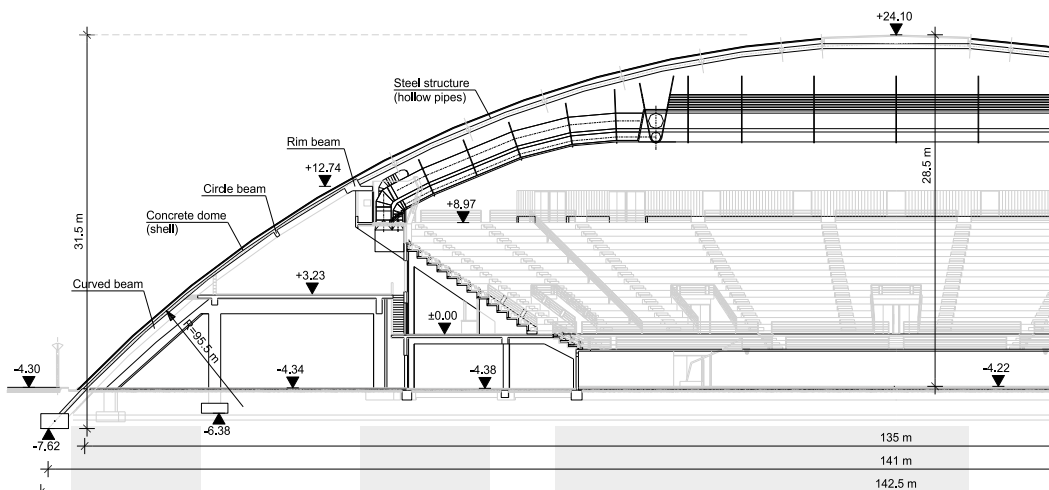 +24.10
Steel structure
(hollow pipes)
Rim beam
+12.74
Circle beam
28.5 m
+8.97
Concrete dome
(shell)
31.5 m
+3.23
Curved beam
±0.00
R=95.5 m
-4.30
-4.34
-4.38
-4.22
-6.38
-7.62
135 m
141 m
142.5 m